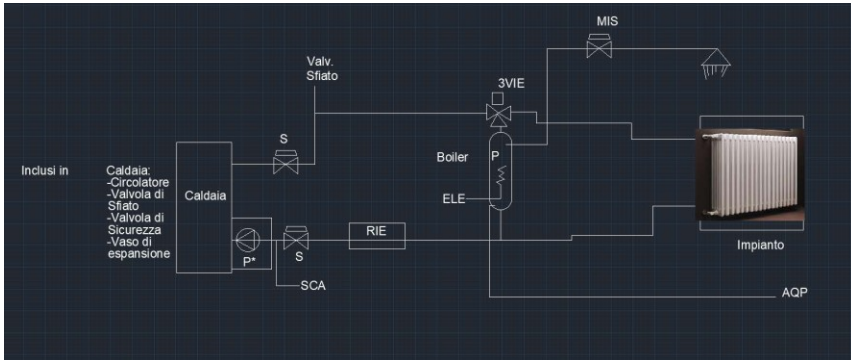 MIS
Valv.
Sfiato
3VIE
S
Boiler
P
Inclusi in
Caldaia:
-Circolatore
-Valvola di
Sfiato
-Valvola di
Sicurezza
-Vaso di
espansione
Caldaia
ELE
RIE
P*
S
Impianto
SCA
AQP